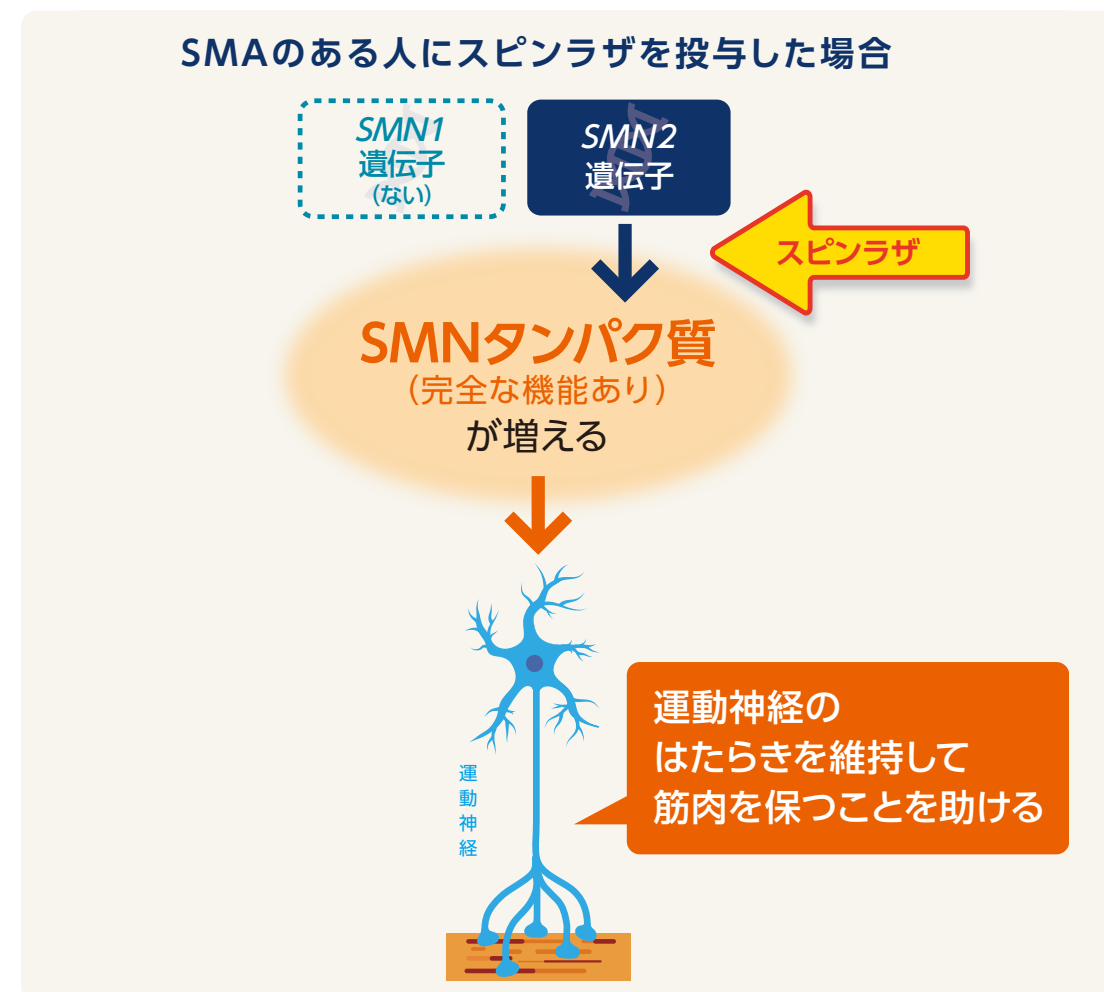 SMAのある人にスピンラザを投与した場合
SMN1
遺伝子
(ない)
SMN2
遺伝子
スピンラザ
SMNタンパク質
(完全な機能あり)
が増える
運動神経
運動神経の
はたらきを維持して
筋肉を保つことを助ける